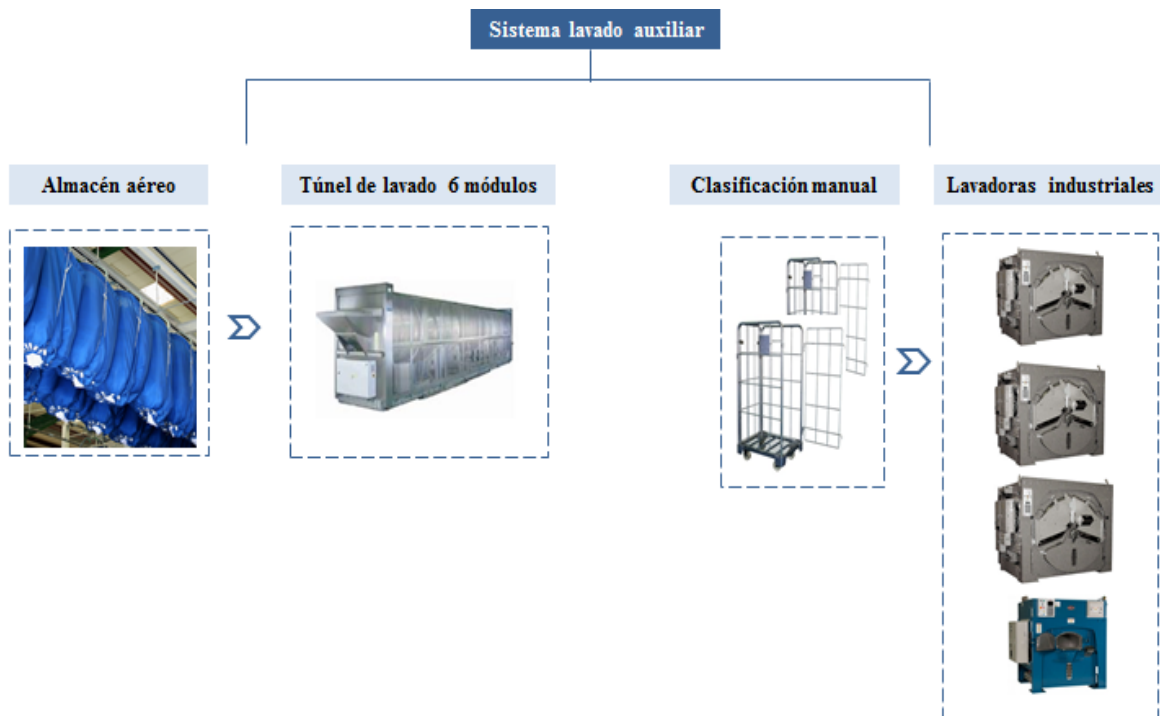 Sistema lavado auxiliar
Almacén aéreo
Túnel de lavado 6 módulos
Clasificación manual
Lavadoras industriales